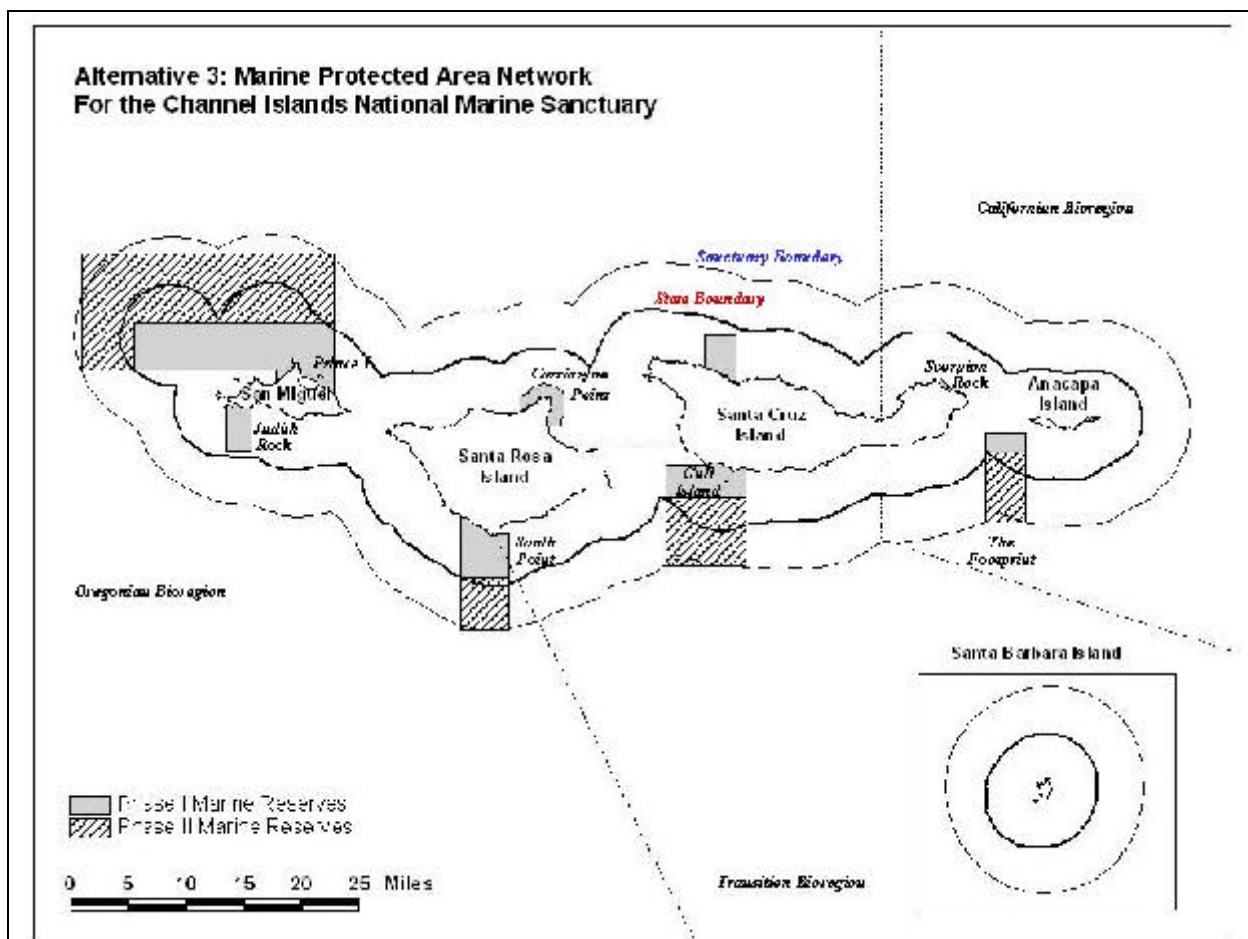 Alternative 3: Marine Protected Area Network
For the Channel Islands National Marine Sanctuary
Californian Bioregion
Sanctuary Boundary
State Boundary
Prince I.
San Miguel
Judith
Rock
Carrington
Point
Santa Rosa
Island
Scorpion
Rock
Anacapa
Island
Santa Cruz
Island
Gull
Island
South
Point
The
Footprint
Oregonian Bioregion
Santa Barbara Island
Phase I Marine Reserves
Phase II Marine Reserves
0 5 10 15 20 25 Miles
Transition Bioregion